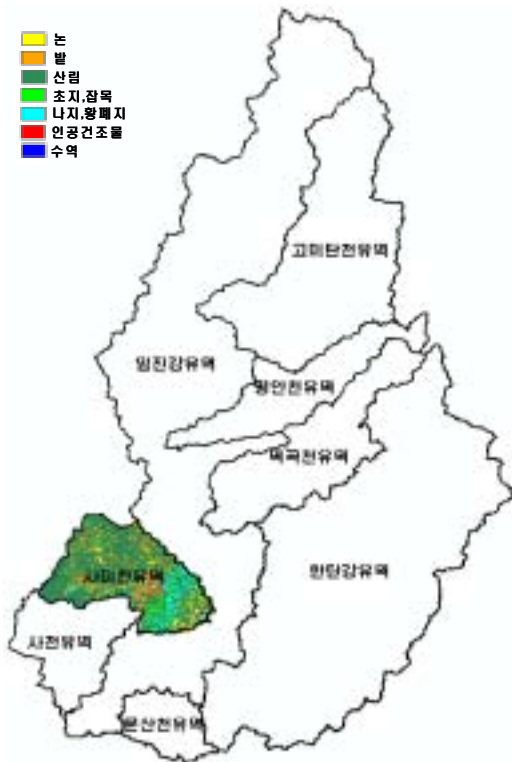 논
밭
산림
초지,잡목
나지,황폐지
인공건조물
수역
고미탄천유역
임진강유역
평안천유역
역곡천유역
사미천유역
한탄강유역
사천유역
문산천유역